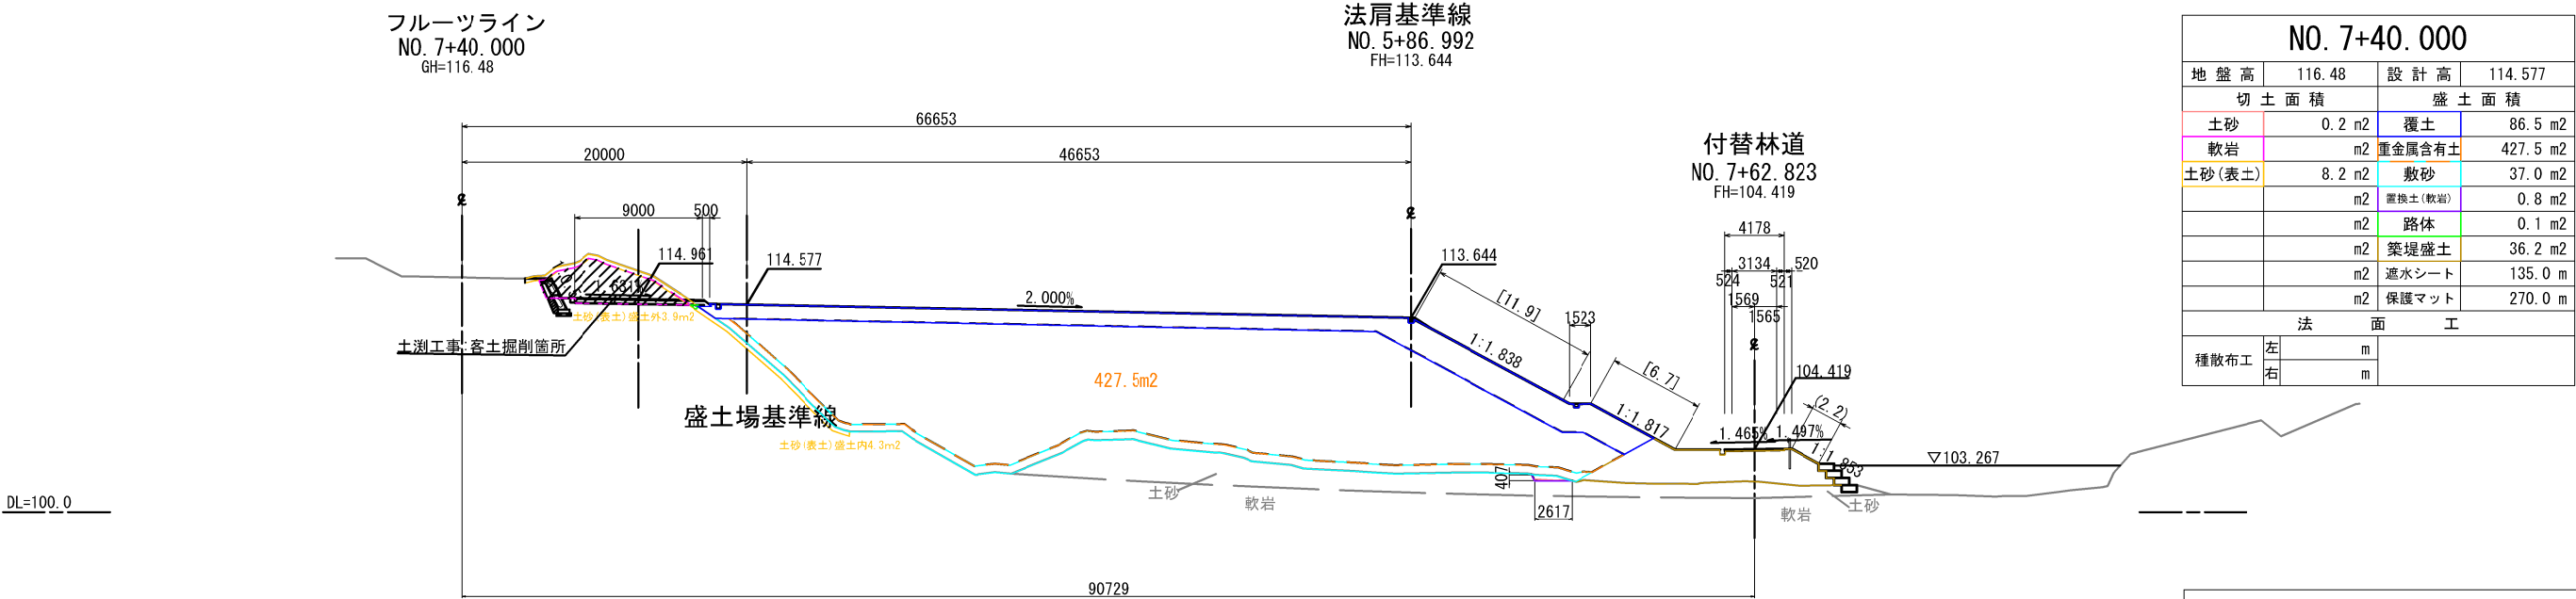 フルーツライン
NO. 7+40.000
GH=116.48
法肩基準線
NO. 5+86.992
FH=113.644
付替林道
NO. 7+62.823
FH=104.419
66653
20000
46653
9000
500
114.961
114.577
113.644
2.000%
[11.9]
1523
1:1.838
[6.7]
1:1.817
4178
3134
520
524
521
1569
1565
104.419
(2.2)
1.465%
1.497%
1:1.853
▽103.267
土砂(表土)盛土外3.9m2
土渕工事:客土掘削箇所
427.5m2
盛土場基準線
土砂(表土)盛土内4.3m2
407
2617
土砂
軟岩
軟岩
土砂
DL=100.0
90729
NO. 7+40.000
地盤高 116.48 設計高 114.577
切土面積 盛土面積
土砂 0.2 m2 覆土 86.5 m2
軟岩 m2 重金属含有土 427.5 m2
土砂(表土) 8.2 m2 敷砂 37.0 m2
m2 置換土(軟岩) 0.8 m2
m2 路体 0.1 m2
m2 築堤盛土 36.2 m2
m2 遮水シート 135.0 m
m2 保護マット 270.0 m
法面工
種散布工 左 m
右 m